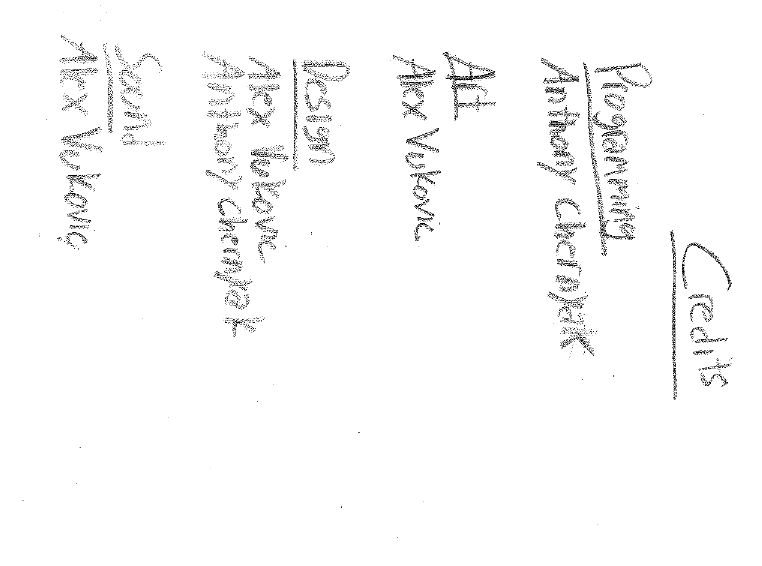 Credits
Programming
Anthony Chernyak
Art
Alex Vukovic
Design
Alex Vukovic
Anthony Chernyak
Sound
Alex Vukovic